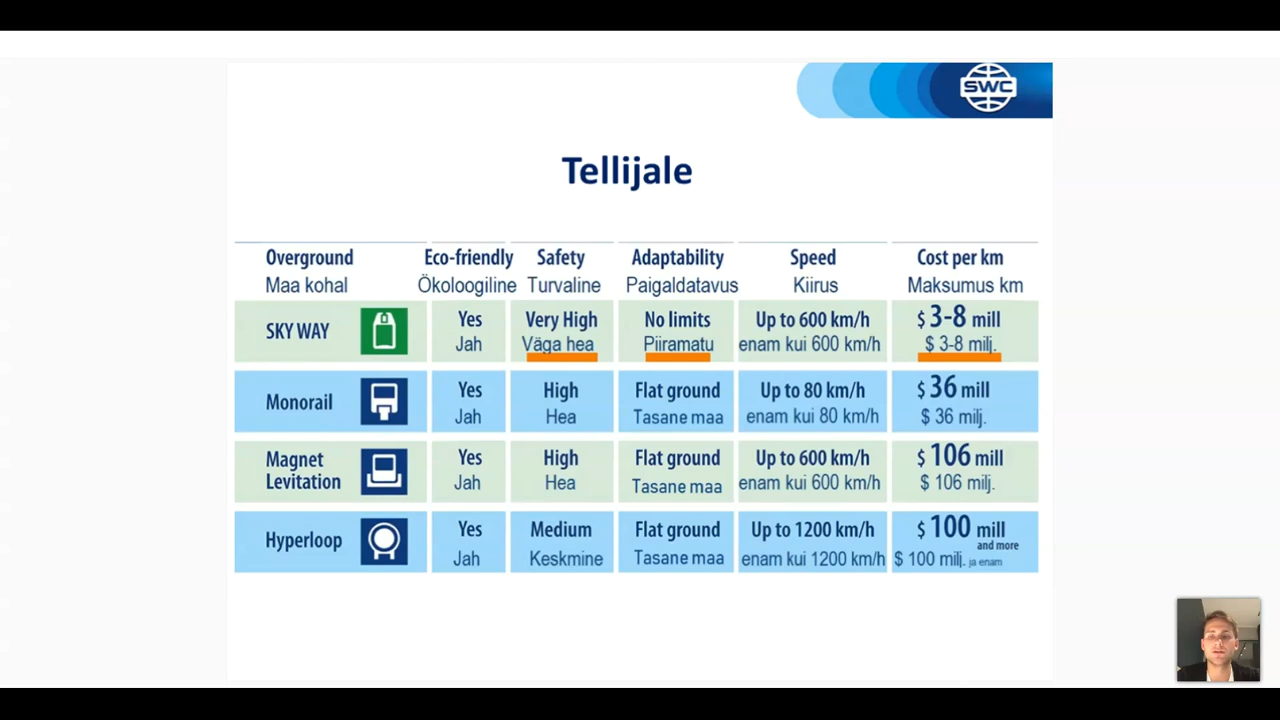 SWC
Tellijale
Overground Eco-friendly Safety Adaptability Speed Cost per km
Maa kohal Ökoloogiline Turvaline Paigaldatavus Kiirus Maksumus km
SKY WAY Yes Very High No limits Up to 600 km/h $ 3-8 mill
Jah Väga hea Piiramatu enam kui 600 km/h $ 3-8 milj.
Monorail Yes High Flat ground Up to 80 km/h $ 36 mill
Jah Hea Tasane maa enam kui 80 km/h $ 36 milj.
Magnet Yes High Flat ground Up to 600 km/h $ 106 mill
Levitation Jah Hea Tasane maa enam kui 600 km/h $ 106 milj.
Hyperloop Yes Medium Flat ground Up to 1200 km/h $ 100 mill
and more
Jah Keskmine Tasane maa enam kui 1200 km/h $ 100 milj. ja enam